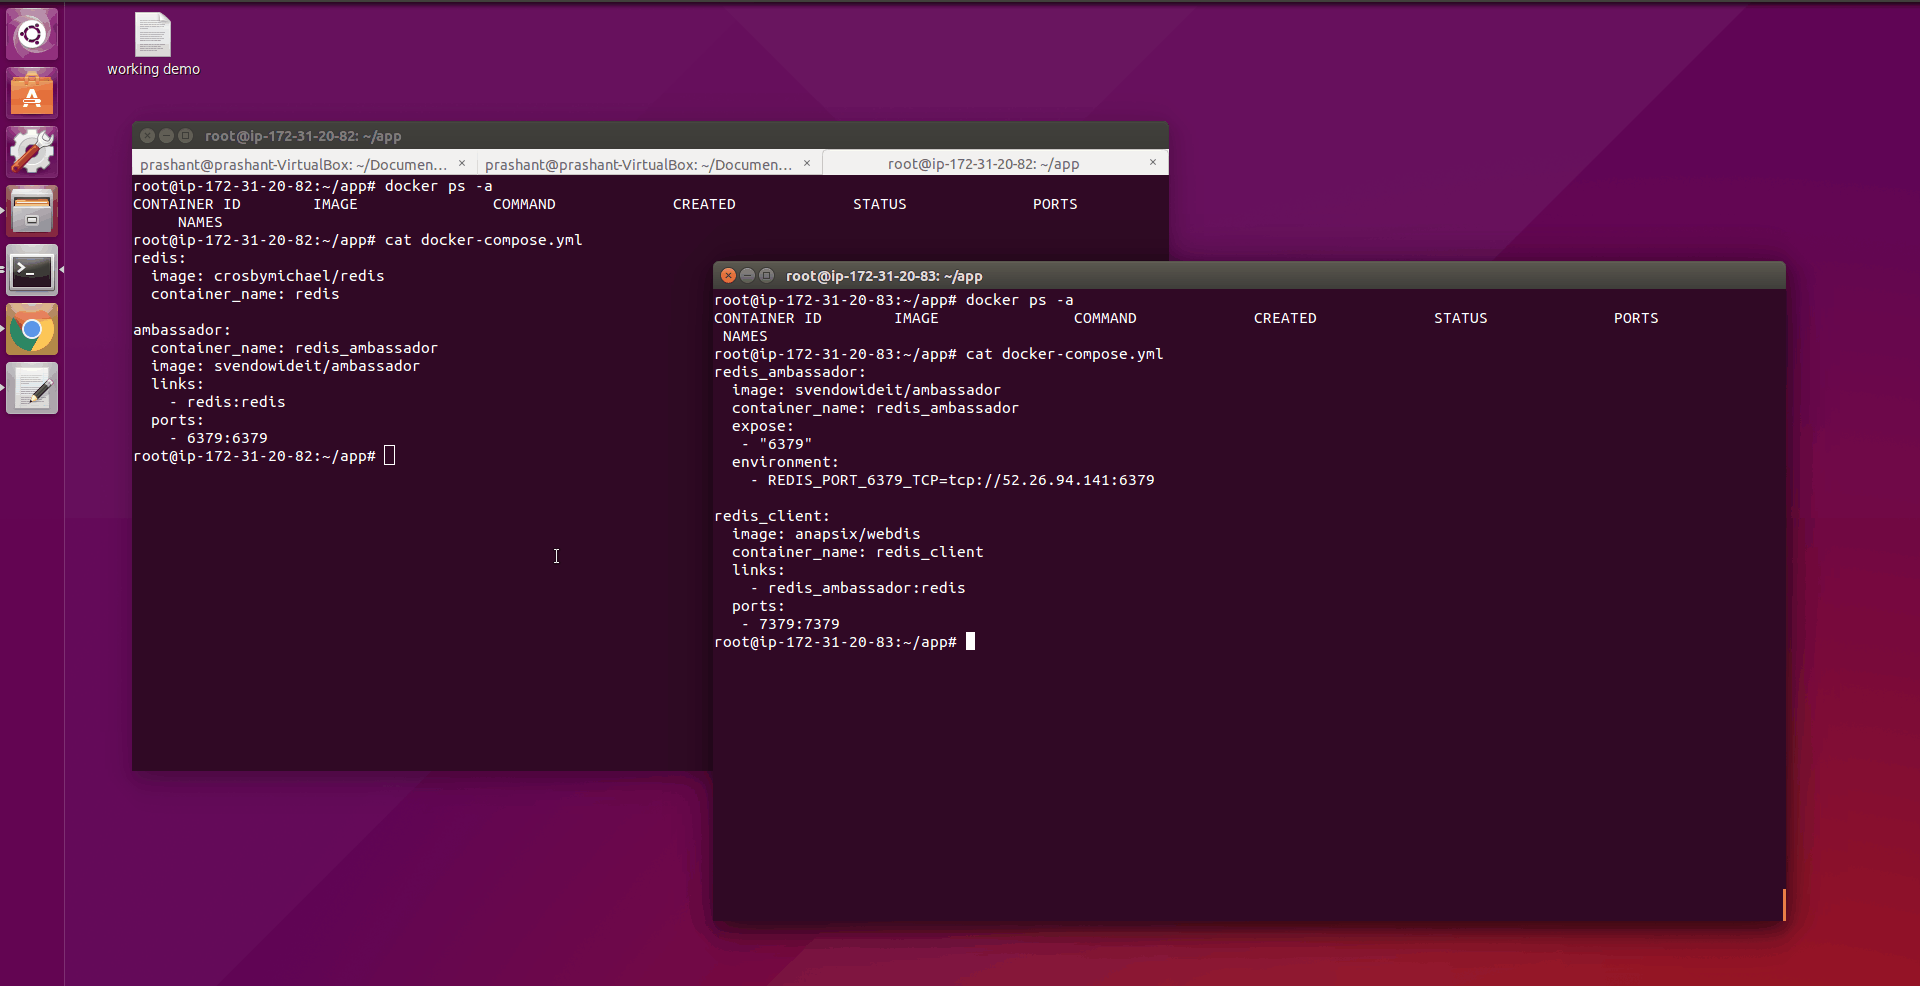 working demo
root@ip-172-31-20-82: ~/app
prashant@prashant-VirtualBox: ~/Documen... × prashant@prashant-VirtualBox: ~/Documen... × root@ip-172-31-20-82: ~/app ×
root@ip-172-31-20-82:~/app# docker ps -a
CONTAINER ID        IMAGE               COMMAND             CREATED             STATUS              PORTS
     NAMES
root@ip-172-31-20-82:~/app# cat docker-compose.yml
redis:
  image: crosbymichael/redis
  container_name: redis

ambassador:
  container_name: redis_ambassador
  image: svendowideit/ambassador
  links:
    - redis:redis
  ports:
    - 6379:6379
root@ip-172-31-20-82:~/app#
root@ip-172-31-20-83: ~/app
root@ip-172-31-20-83:~/app# docker ps -a
CONTAINER ID        IMAGE               COMMAND             CREATED             STATUS              PORTS
 NAMES
root@ip-172-31-20-83:~/app# cat docker-compose.yml
redis_ambassador:
  image: svendowideit/ambassador
  container_name: redis_ambassador
  expose:
   - "6379"
  environment:
    - REDIS_PORT_6379_TCP=tcp://52.26.94.141:6379

redis_client:
  image: anapsix/webdis
  container_name: redis_client
  links:
    - redis_ambassador:redis
  ports:
   - 7379:7379
root@ip-172-31-20-83:~/app#